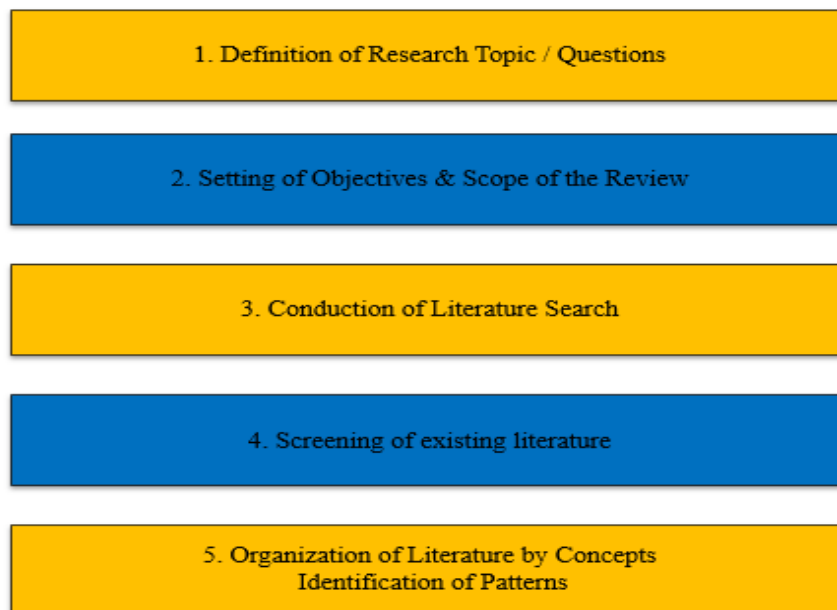 1. Definition of Research Topic / Questions
2. Setting of Objectives & Scope of the Review
3. Conduction of Literature Search
4. Screening of existing literature
5. Organization of Literature by Concepts
Identification of Patterns